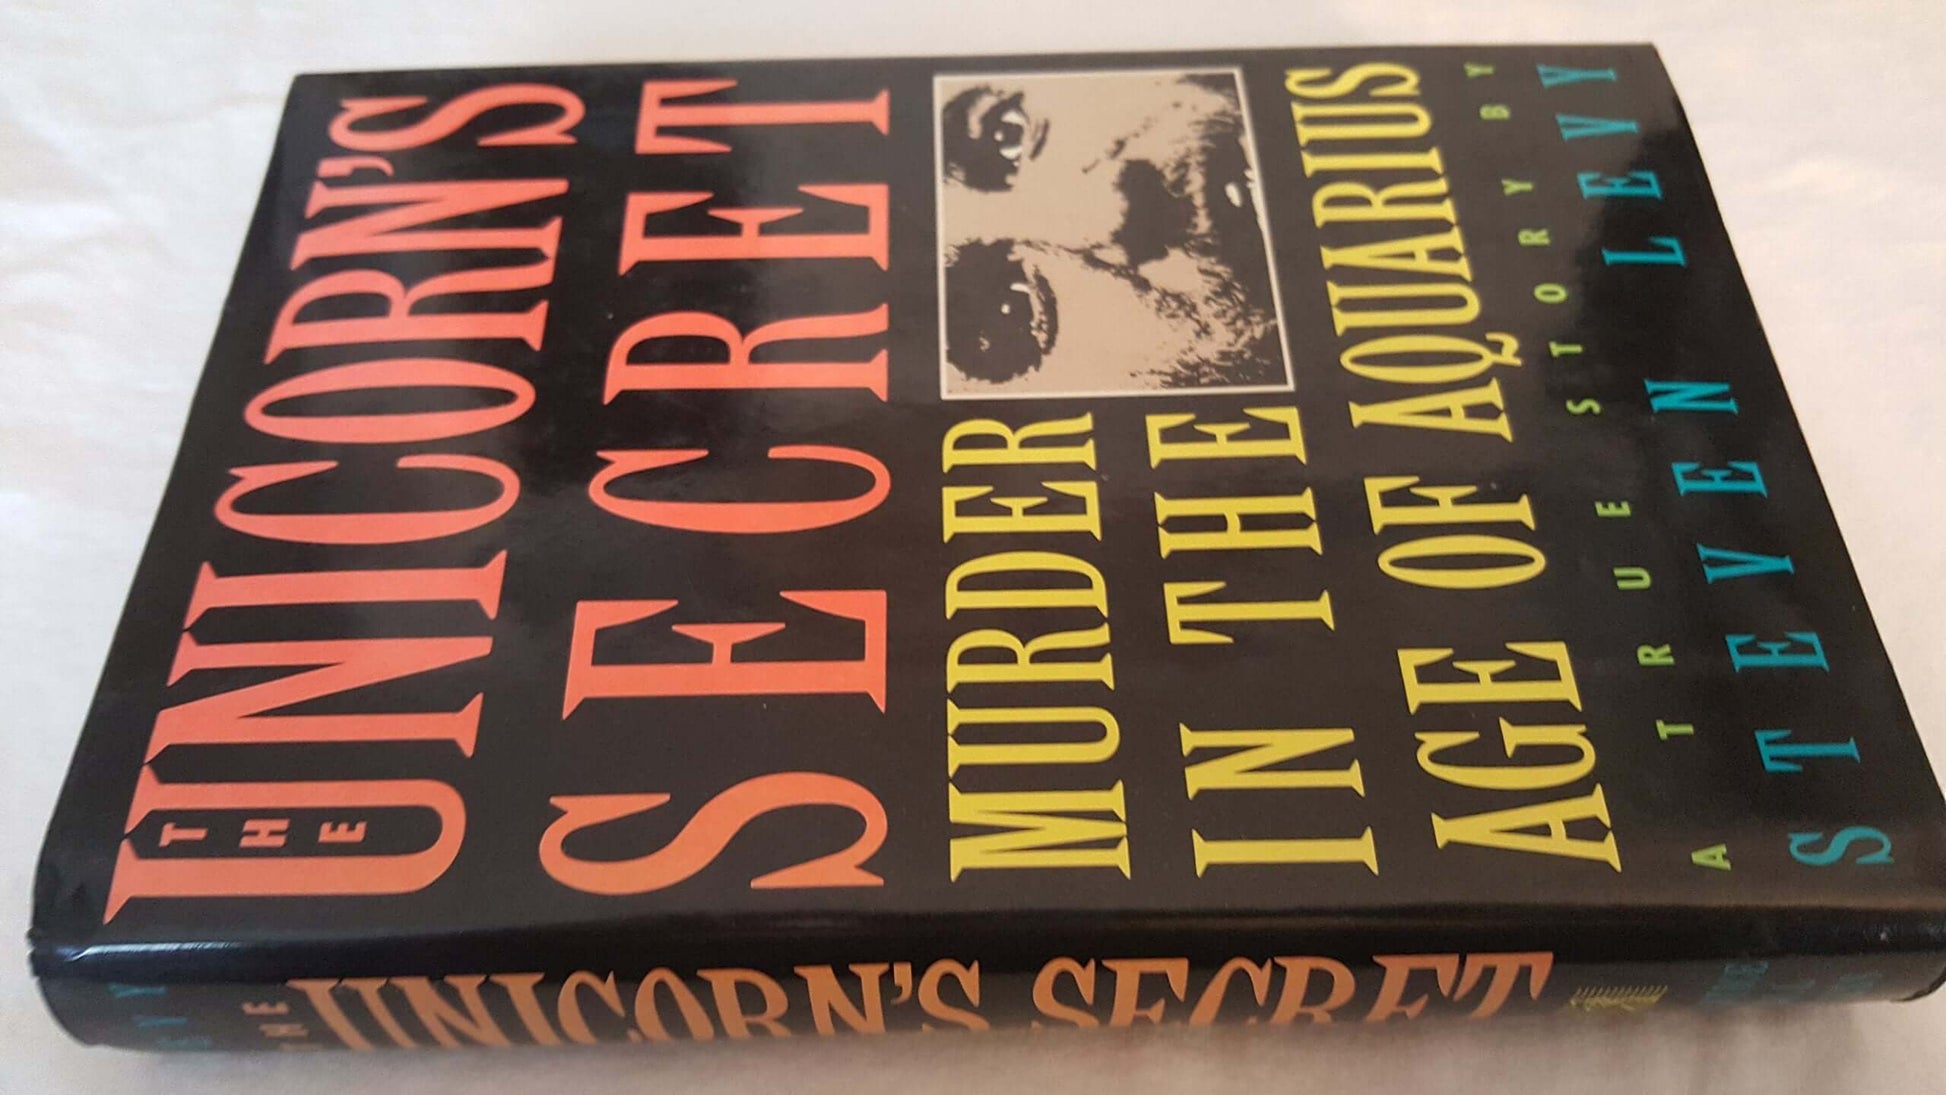 THE
UNICORN'S
SECRET
MURDER
IN THE
AGE OF AQUARIUS
A TRUE STORY BY
STEVEN LEVY
THE
UNICORN'S SECRET